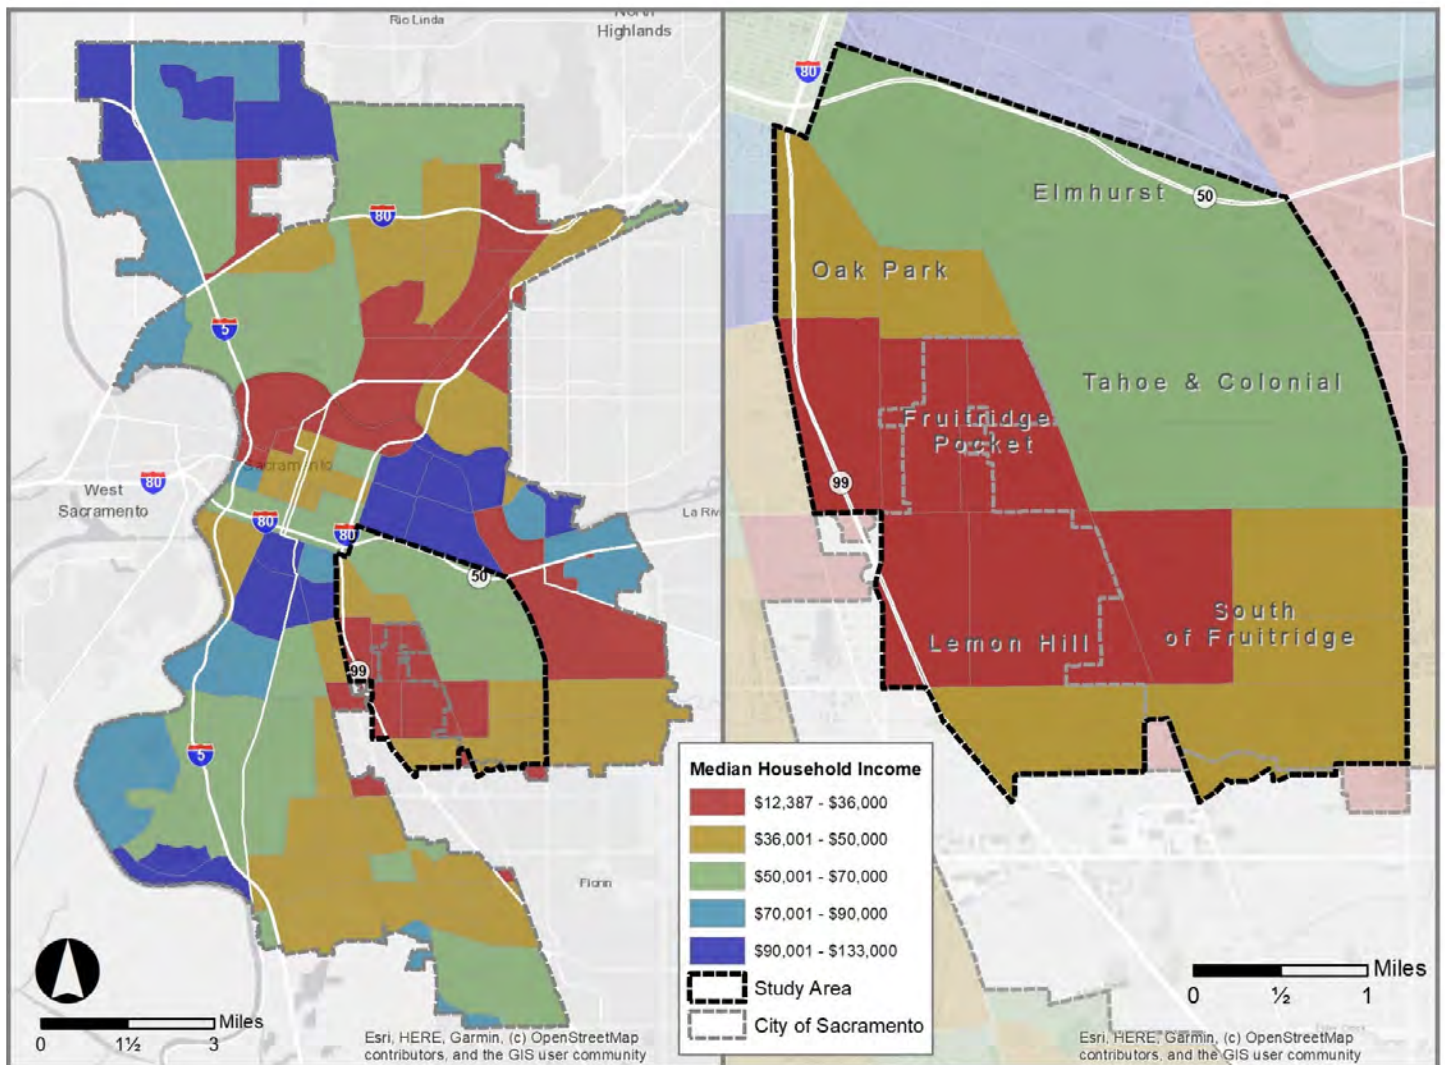 Rio Linda
North
Highlands
80
5
80
West
Sacramento
Sacramento
80
80
50
La Riv
99
5
Florin
Miles
0 1½ 3
Esri, HERE, Garmin, (c) OpenStreetMap
contributors, and the GIS user community
Median Household Income
$12,387 - $36,000
$36,001 - $50,000
$50,001 - $70,000
$70,001 - $90,000
$90,001 - $133,000
Study Area
City of Sacramento
80
Elmhurst
50
Oak Park
Tahoe & Colonial
Fruitridge
Pocket
99
South
of Fruitridge
Lemon Hill
Miles
0 ½ 1
Esri, HERE, Garmin, (c) OpenStreetMap
contributors, and the GIS user community